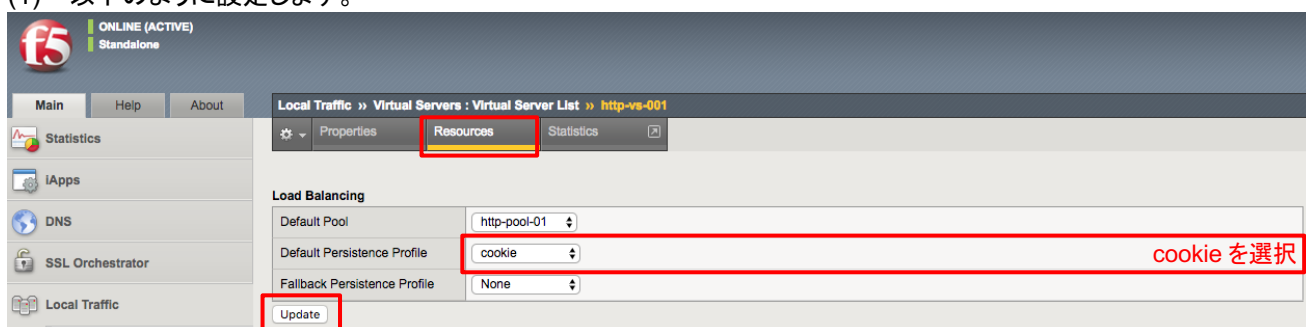 (1) 以下のように設定します。
f5
ONLINE (ACTIVE)
Standalone
Main Help About
Local Traffic ›› Virtual Servers : Virtual Server List ›› http-vs-001
Properties Resources Statistics
Statistics
iApps
DNS
SSL Orchestrator
Local Traffic
Load Balancing
Default Pool http-pool-01
Default Persistence Profile cookie cookie を選択
Fallback Persistence Profile None
Update